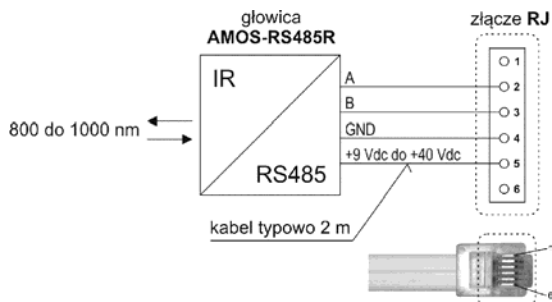 głowica
AMOS-RS485R
złącze RJ
IR
RS485
800 do 1000 nm
A
B
GND
+9 Vdc do +40 Vdc
1
2
3
4
5
6
kabel typowo 2 m
6